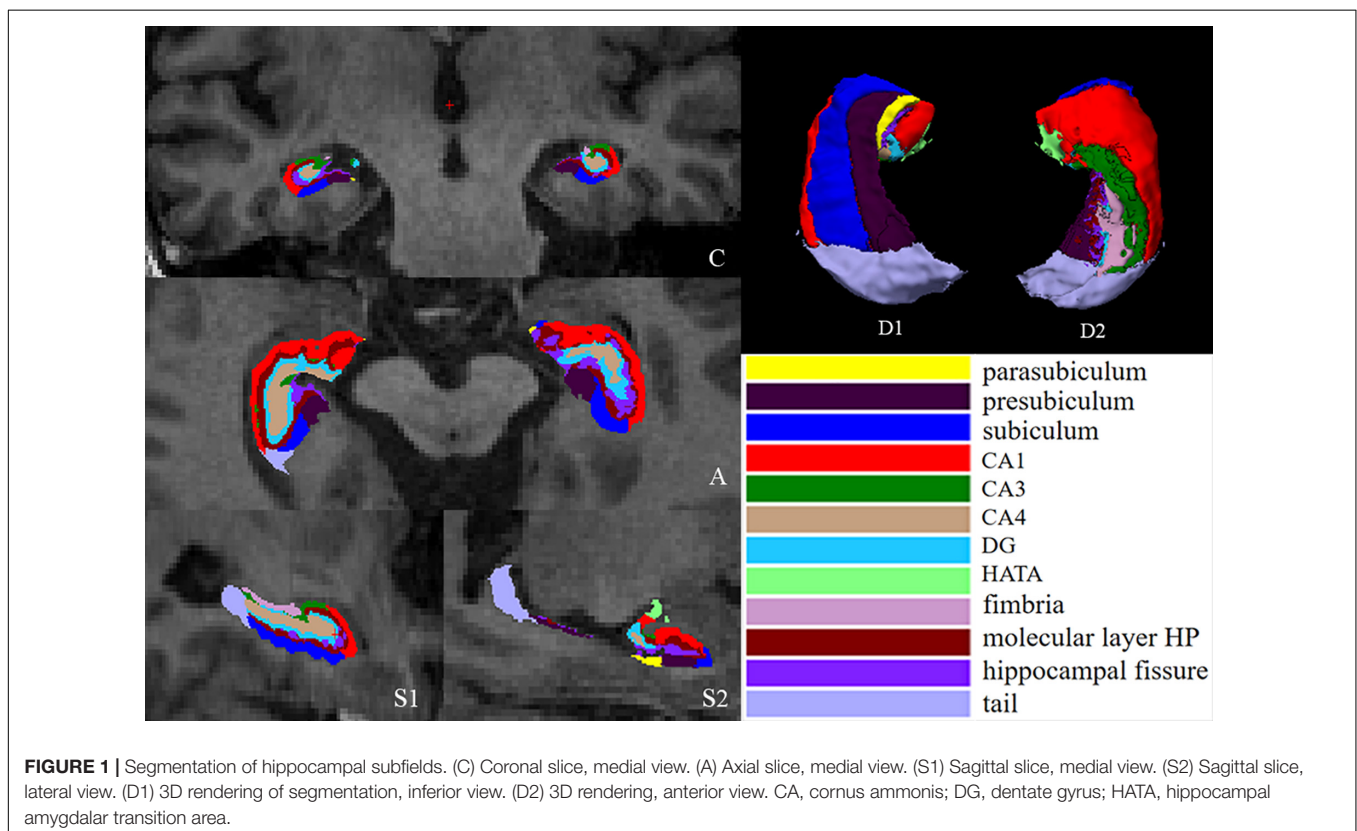 C
A
S1
S2
D1
D2
parasubiculum
presubiculum
subiculum
CA1
CA3
CA4
DG
HATA
fimbria
molecular layer HP
hippocampal fissure
tail
FIGURE 1 | Segmentation of hippocampal subfields. (C) Coronal slice, medial view. (A) Axial slice, medial view. (S1) Sagittal slice, medial view. (S2) Sagittal slice,
lateral view. (D1) 3D rendering of segmentation, inferior view. (D2) 3D rendering, anterior view. CA, cornus ammonis; DG, dentate gyrus; HATA, hippocampal
amygdalar transition area.